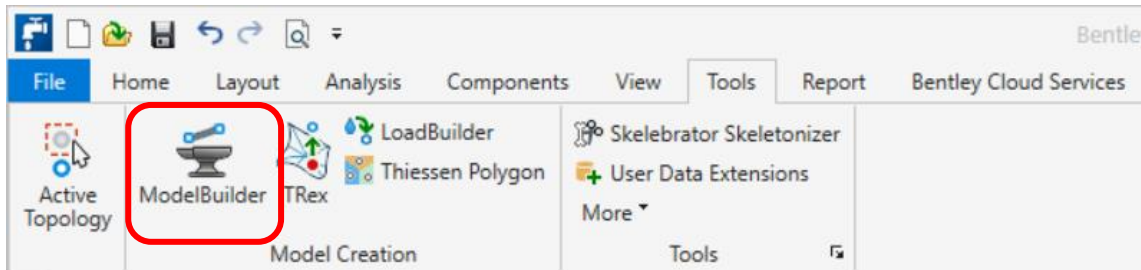 Bentle
File Home Layout Analysis Components View Tools Report Bentley Cloud Services
Active Topology
ModelBuilder
TRex
LoadBuilder
Thiessen Polygon
Model Creation
Skelebrator Skeletonizer
User Data Extensions
More
Tools